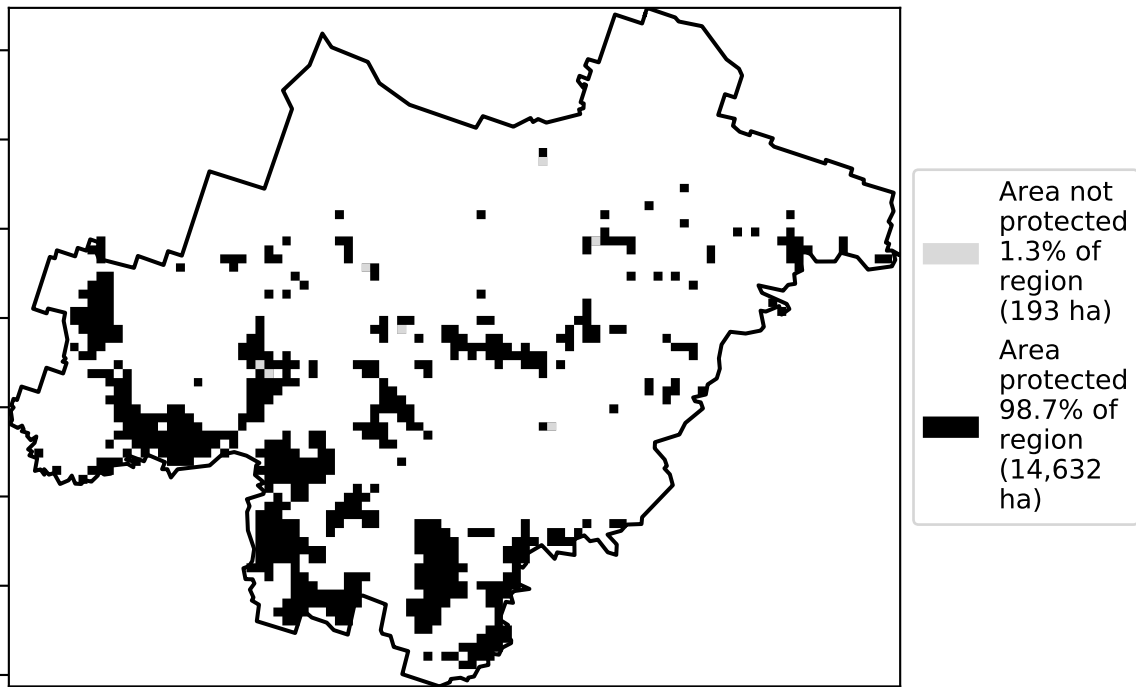 Area not
protected
1.3% of
region
(193 ha)
Area
protected
98.7% of
region
(14,632
ha)